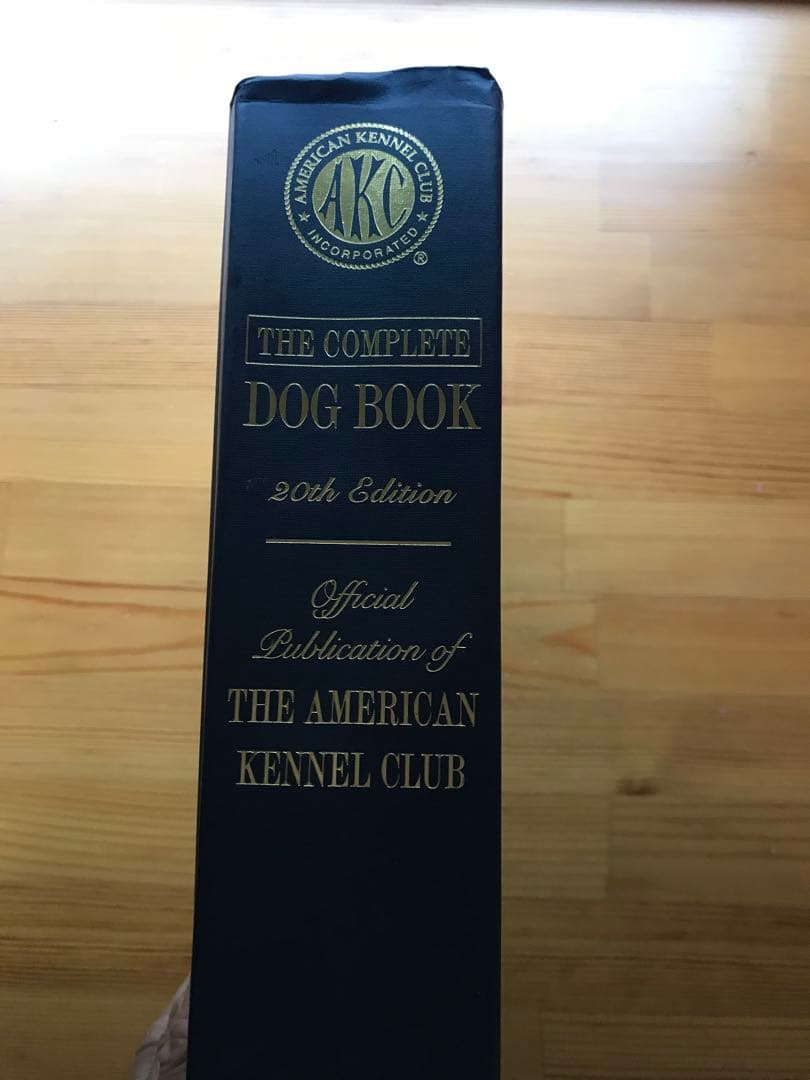 AMERICAN KENNEL CLUB
AKC
★ INCORPORATED ★
®
THE COMPLETE
DOG BOOK
20th Edition
Official
Publication of
THE AMERICAN
KENNEL CLUB